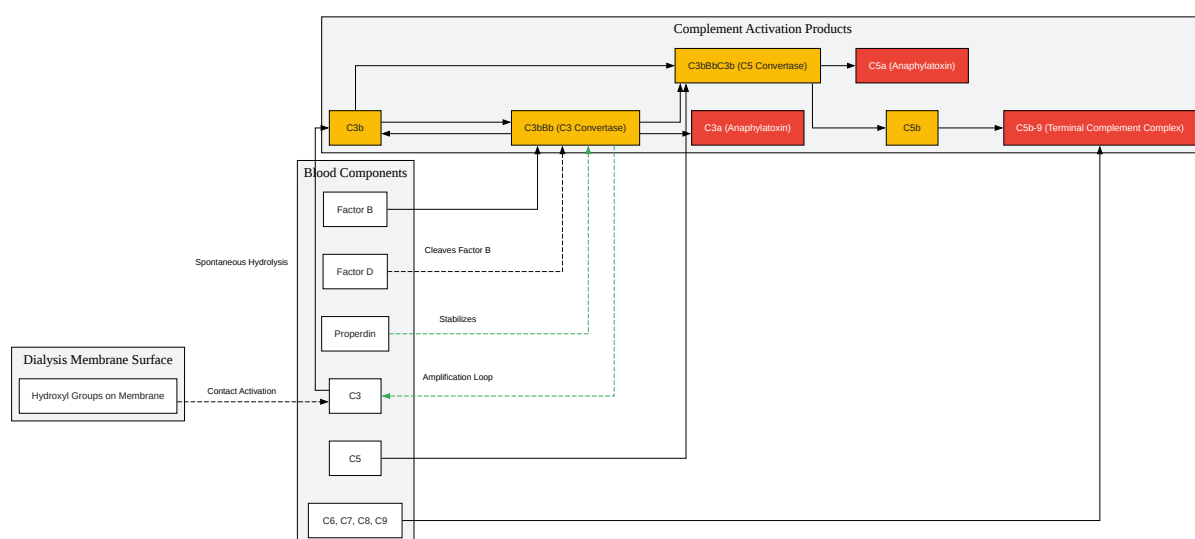 Complement Activation Products
C3bBbC3b (C5 Convertase)
C5a (Anaphylatoxin)
C3b
C3bBb (C3 Convertase)
C3a (Anaphylatoxin)
C5b
C5b-9 (Terminal Complement Complex)
Blood Components
Factor B
Cleaves Factor B
Spontaneous Hydrolysis
Factor D
Stabilizes
Properdin
Dialysis Membrane Surface
Amplification Loop
Hydroxyl Groups on Membrane
Contact Activation
C3
C5
C6, C7, C8, C9